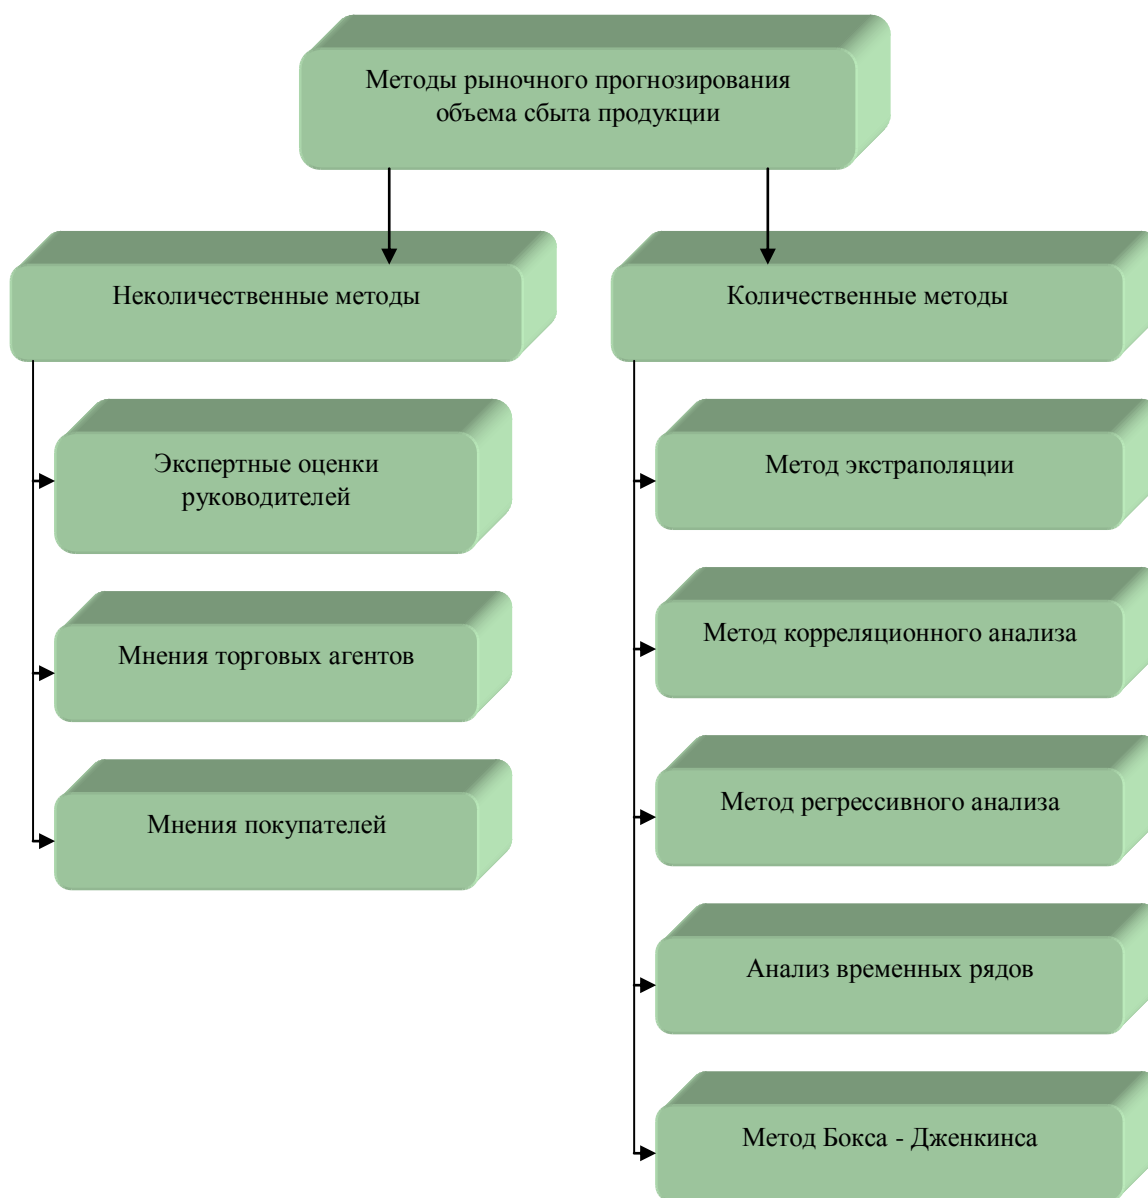 Методы рыночного прогнозирования
объема сбыта продукции
Неколичественные методы
Количественные методы
Экспертные оценки
руководителей
Мнения торговых агентов
Мнения покупателей
Метод экстраполяции
Метод корреляционного анализа
Метод регрессивного анализа
Анализ временных рядов
Метод Бокса - Дженкинса